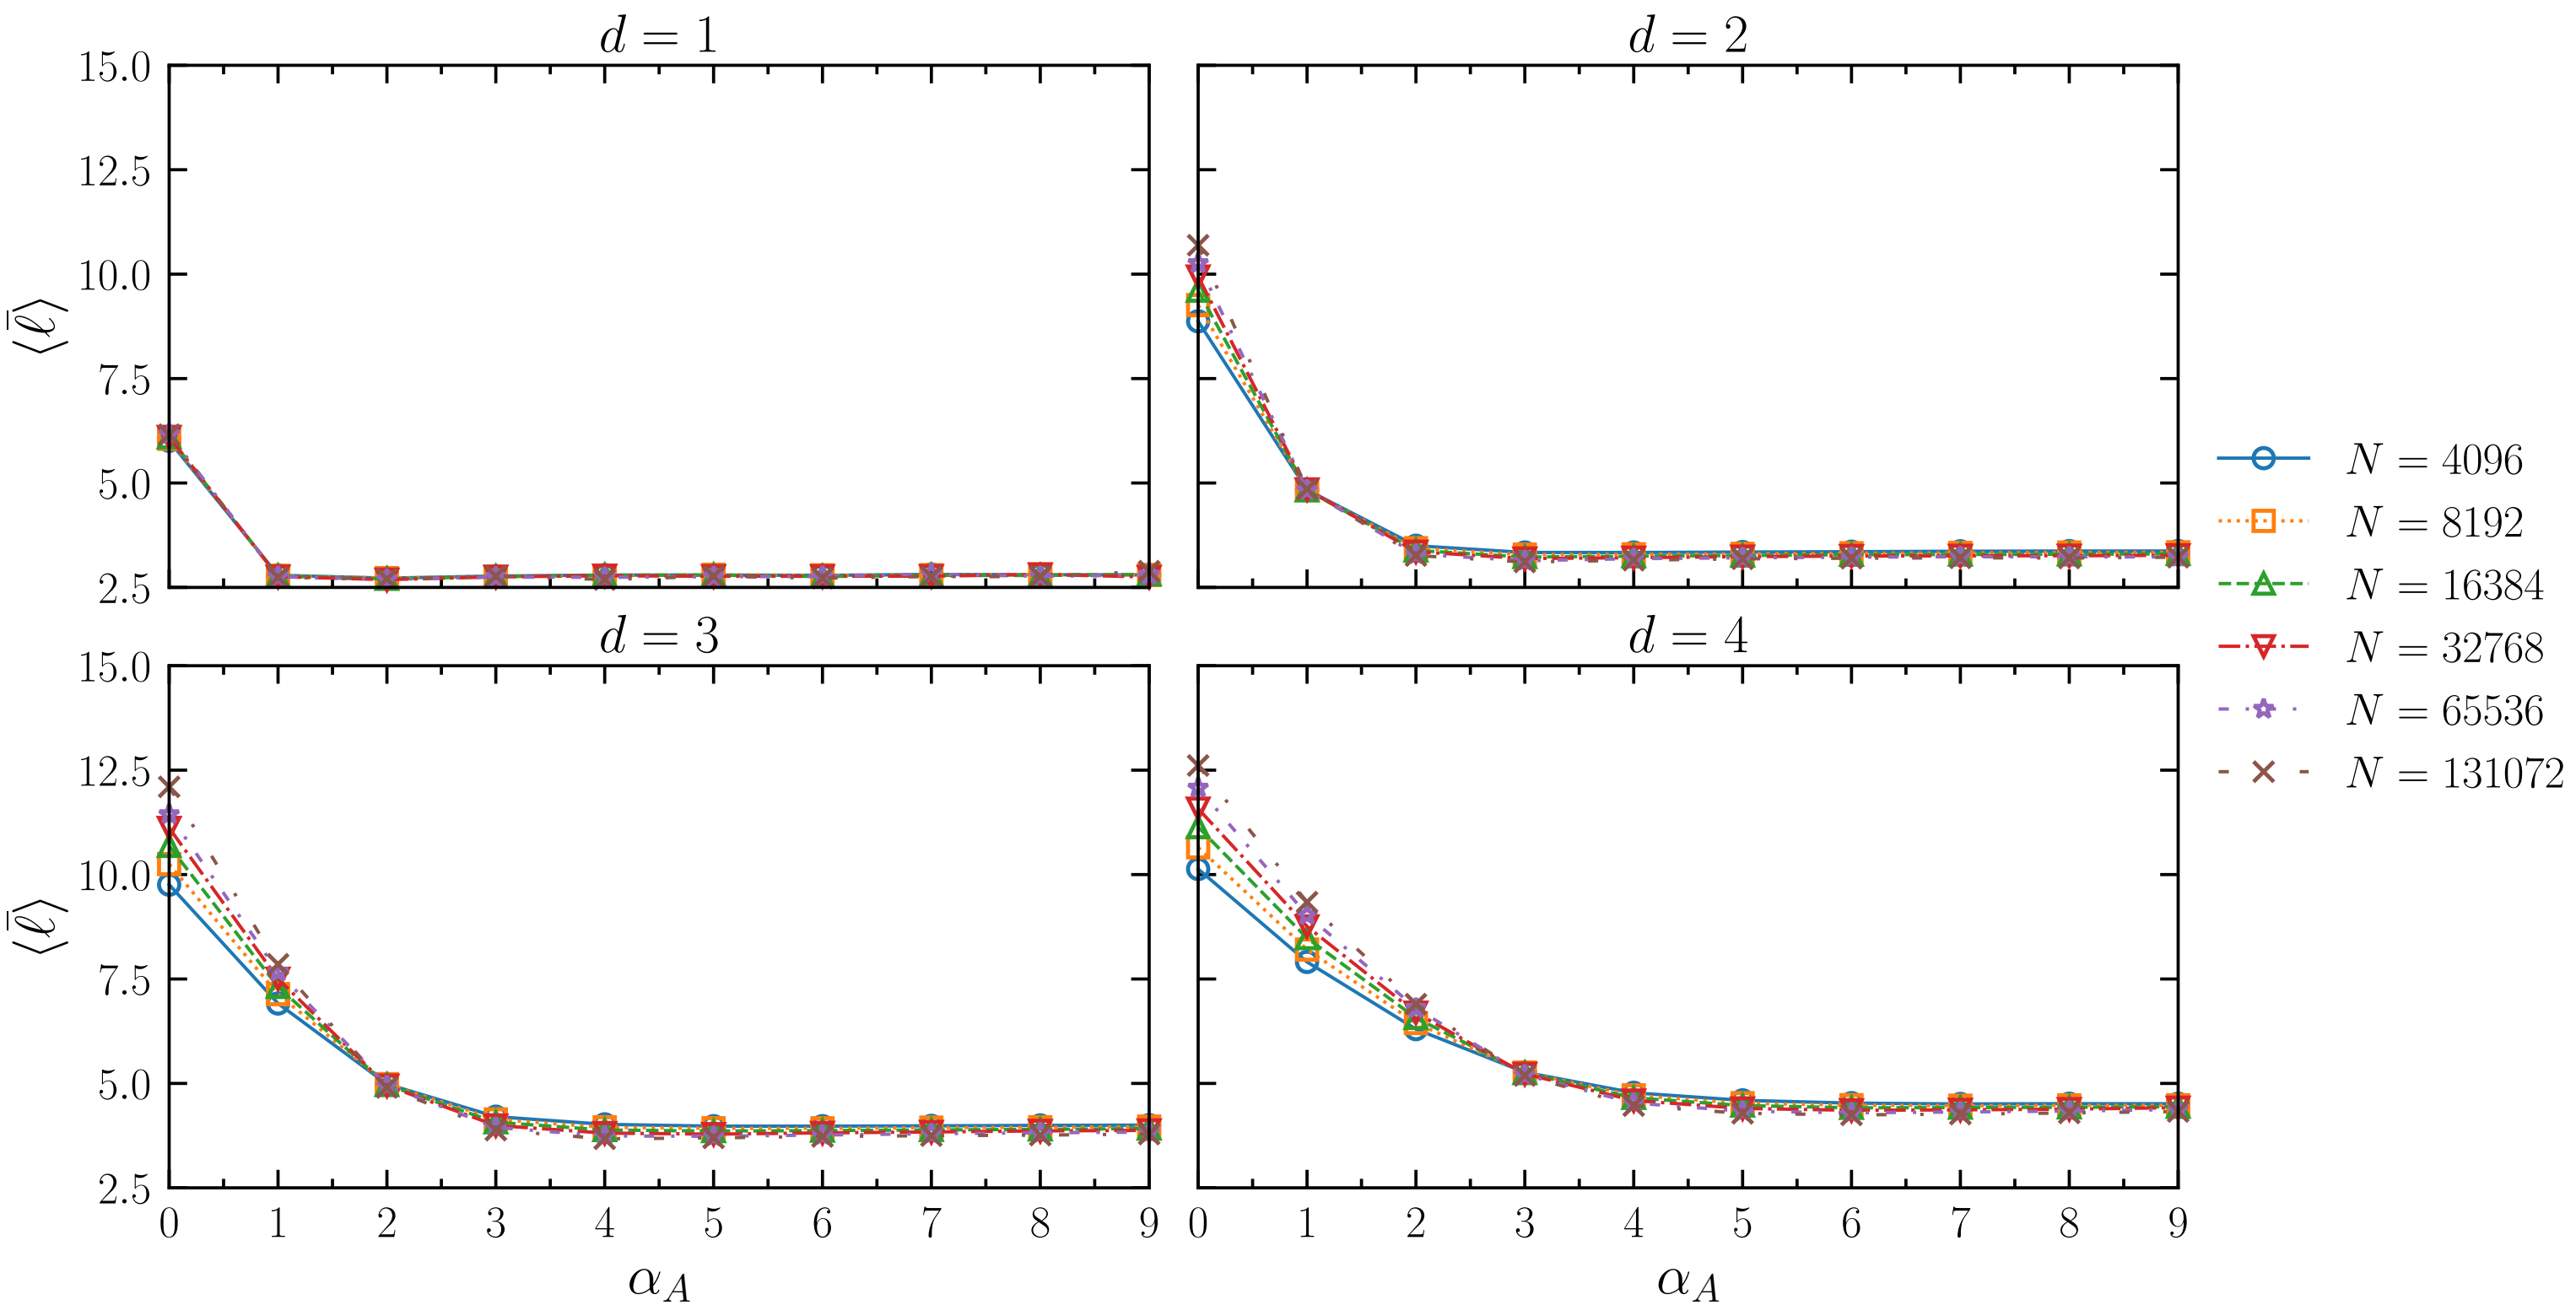 d = 1
d = 2
15.0
12.5
10.0
7.5
5.0
2.5
⟨ℓ̄⟩
d = 3
d = 4
15.0
12.5
10.0
7.5
5.0
2.5
⟨ℓ̄⟩
0 1 2 3 4 5 6 7 8 9
0 1 2 3 4 5 6 7 8 9
α_A
α_A
N = 4096
N = 8192
N = 16384
N = 32768
N = 65536
N = 131072